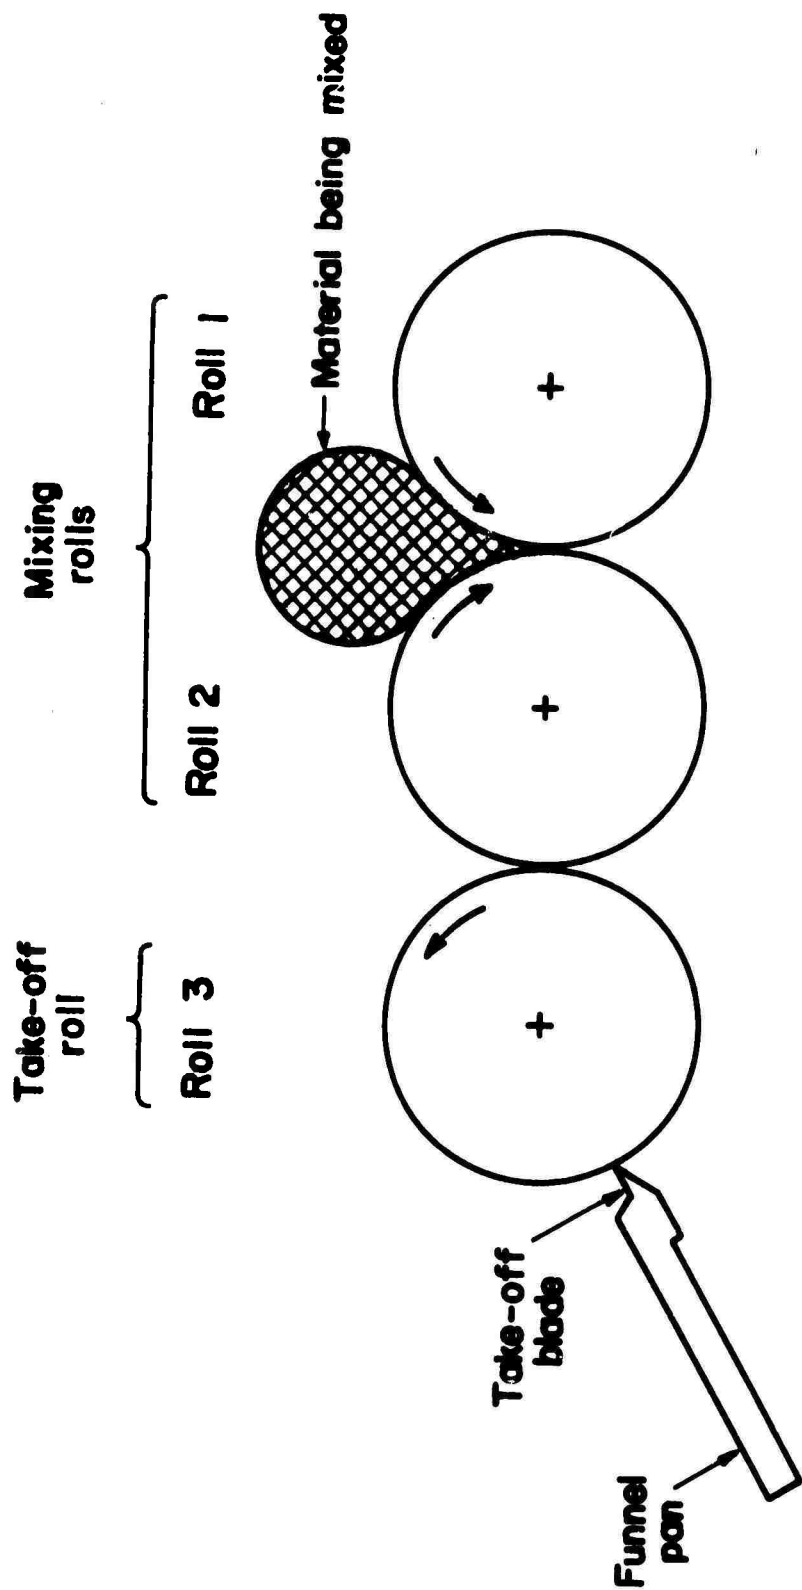 Take-off
roll
Mixing
rolls
Roll 3
Roll 2
Roll 1
Material being mixed
Take-off
blade
Funnel
pan